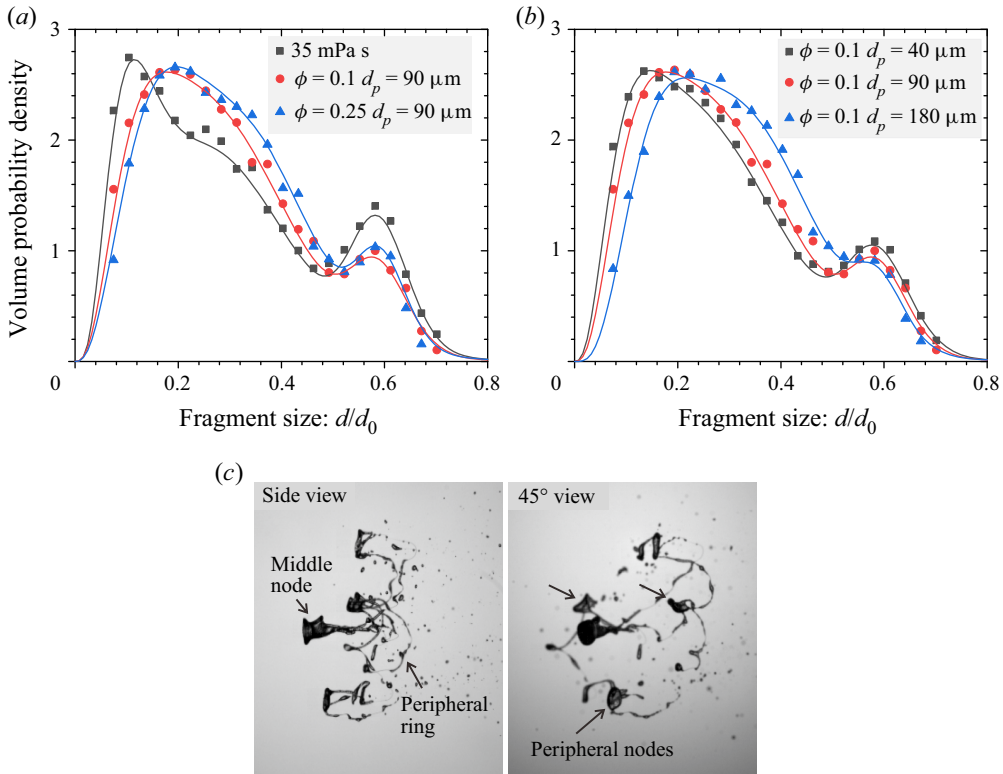 (a)
3
2
1
0
0.2
0.4
0.6
0.8
Volume probability density
Fragment size: d/d₀
35 mPa s
ϕ = 0.1 dₚ = 90 μm
ϕ = 0.25 dₚ = 90 μm
(b)
3
2
1
0
0.2
0.4
0.6
0.8
Fragment size: d/d₀
ϕ = 0.1 dₚ = 40 μm
ϕ = 0.1 dₚ = 90 μm
ϕ = 0.1 dₚ = 180 μm
(c)
Side view
Middle
node
Peripheral
ring
45° view
Peripheral nodes